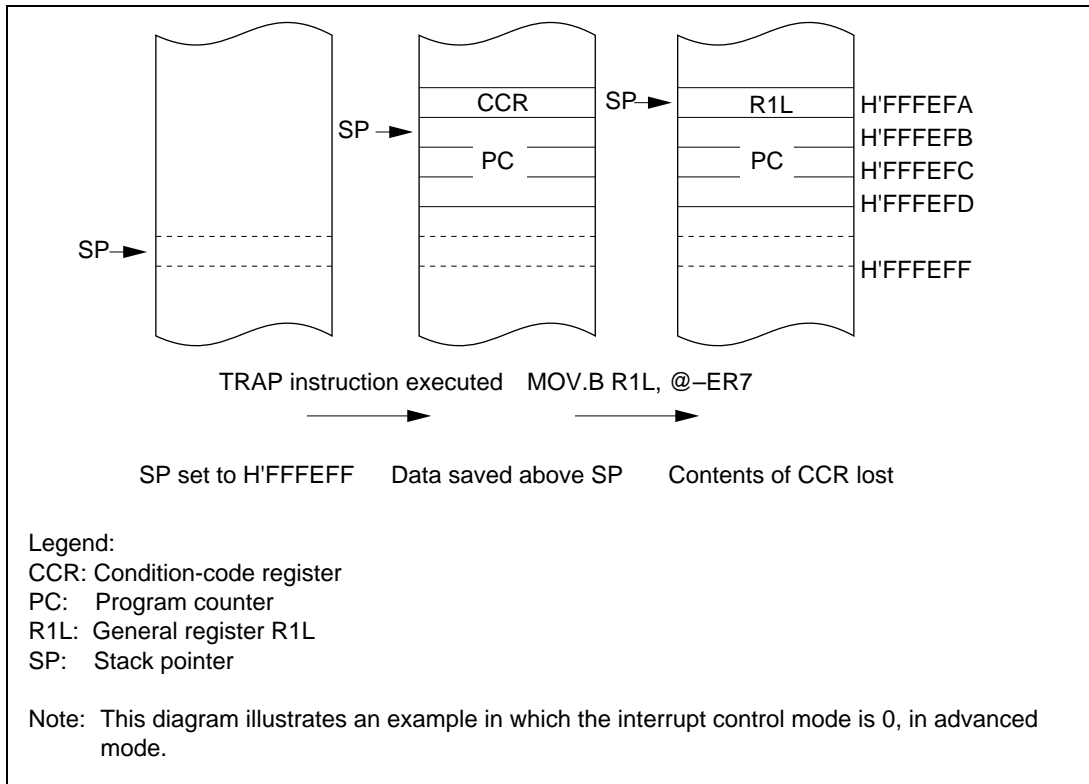 CCR
SP
R1L
H'FFFEFA
SP
H'FFFEFB
PC
PC
H'FFFEFC
H'FFFEFD
SP
H'FFFEFF
TRAP instruction executed
MOV.B R1L, @–ER7
SP set to H'FFFEFF
Data saved above SP
Contents of CCR lost
Legend:
CCR: Condition-code register
PC: Program counter
R1L: General register R1L
SP: Stack pointer
Note: This diagram illustrates an example in which the interrupt control mode is 0, in advanced
mode.